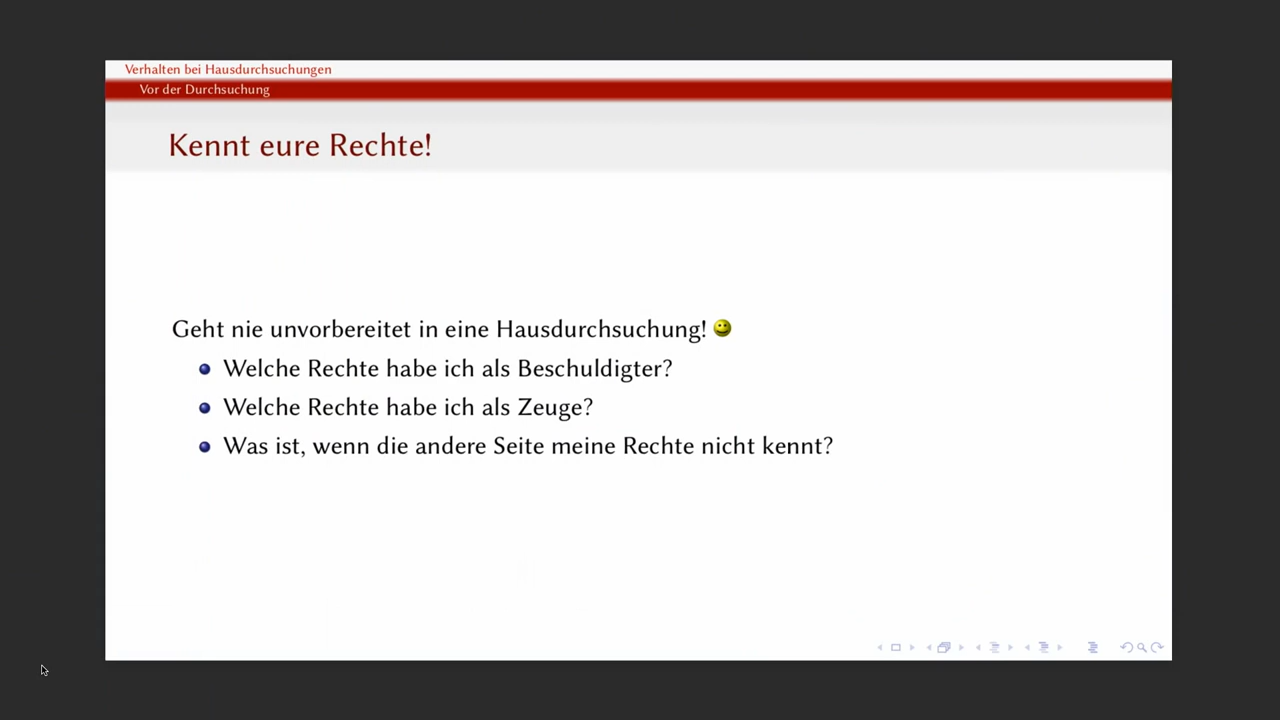 Verhalten bei Hausdurchsuchungen
Vor der Durchsuchung
Kennt eure Rechte!
Geht nie unvorbereitet in eine Hausdurchsuchung!
Welche Rechte habe ich als Beschuldigter?
Welche Rechte habe ich als Zeuge?
Was ist, wenn die andere Seite meine Rechte nicht kennt?